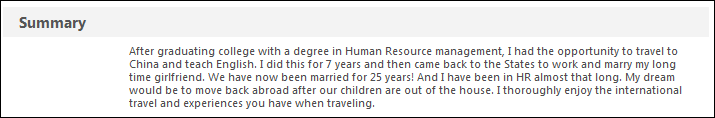 Summary
After graduating college with a degree in Human Resource management, I had the opportunity to travel to
China and teach English. I did this for 7 years and then came back to the States to work and marry my long
time girlfriend. We have now been married for 25 years! And I have been in HR almost that long. My dream
would be to move back abroad after our children are out of the house. I thoroughly enjoy the international
travel and experiences you have when traveling.